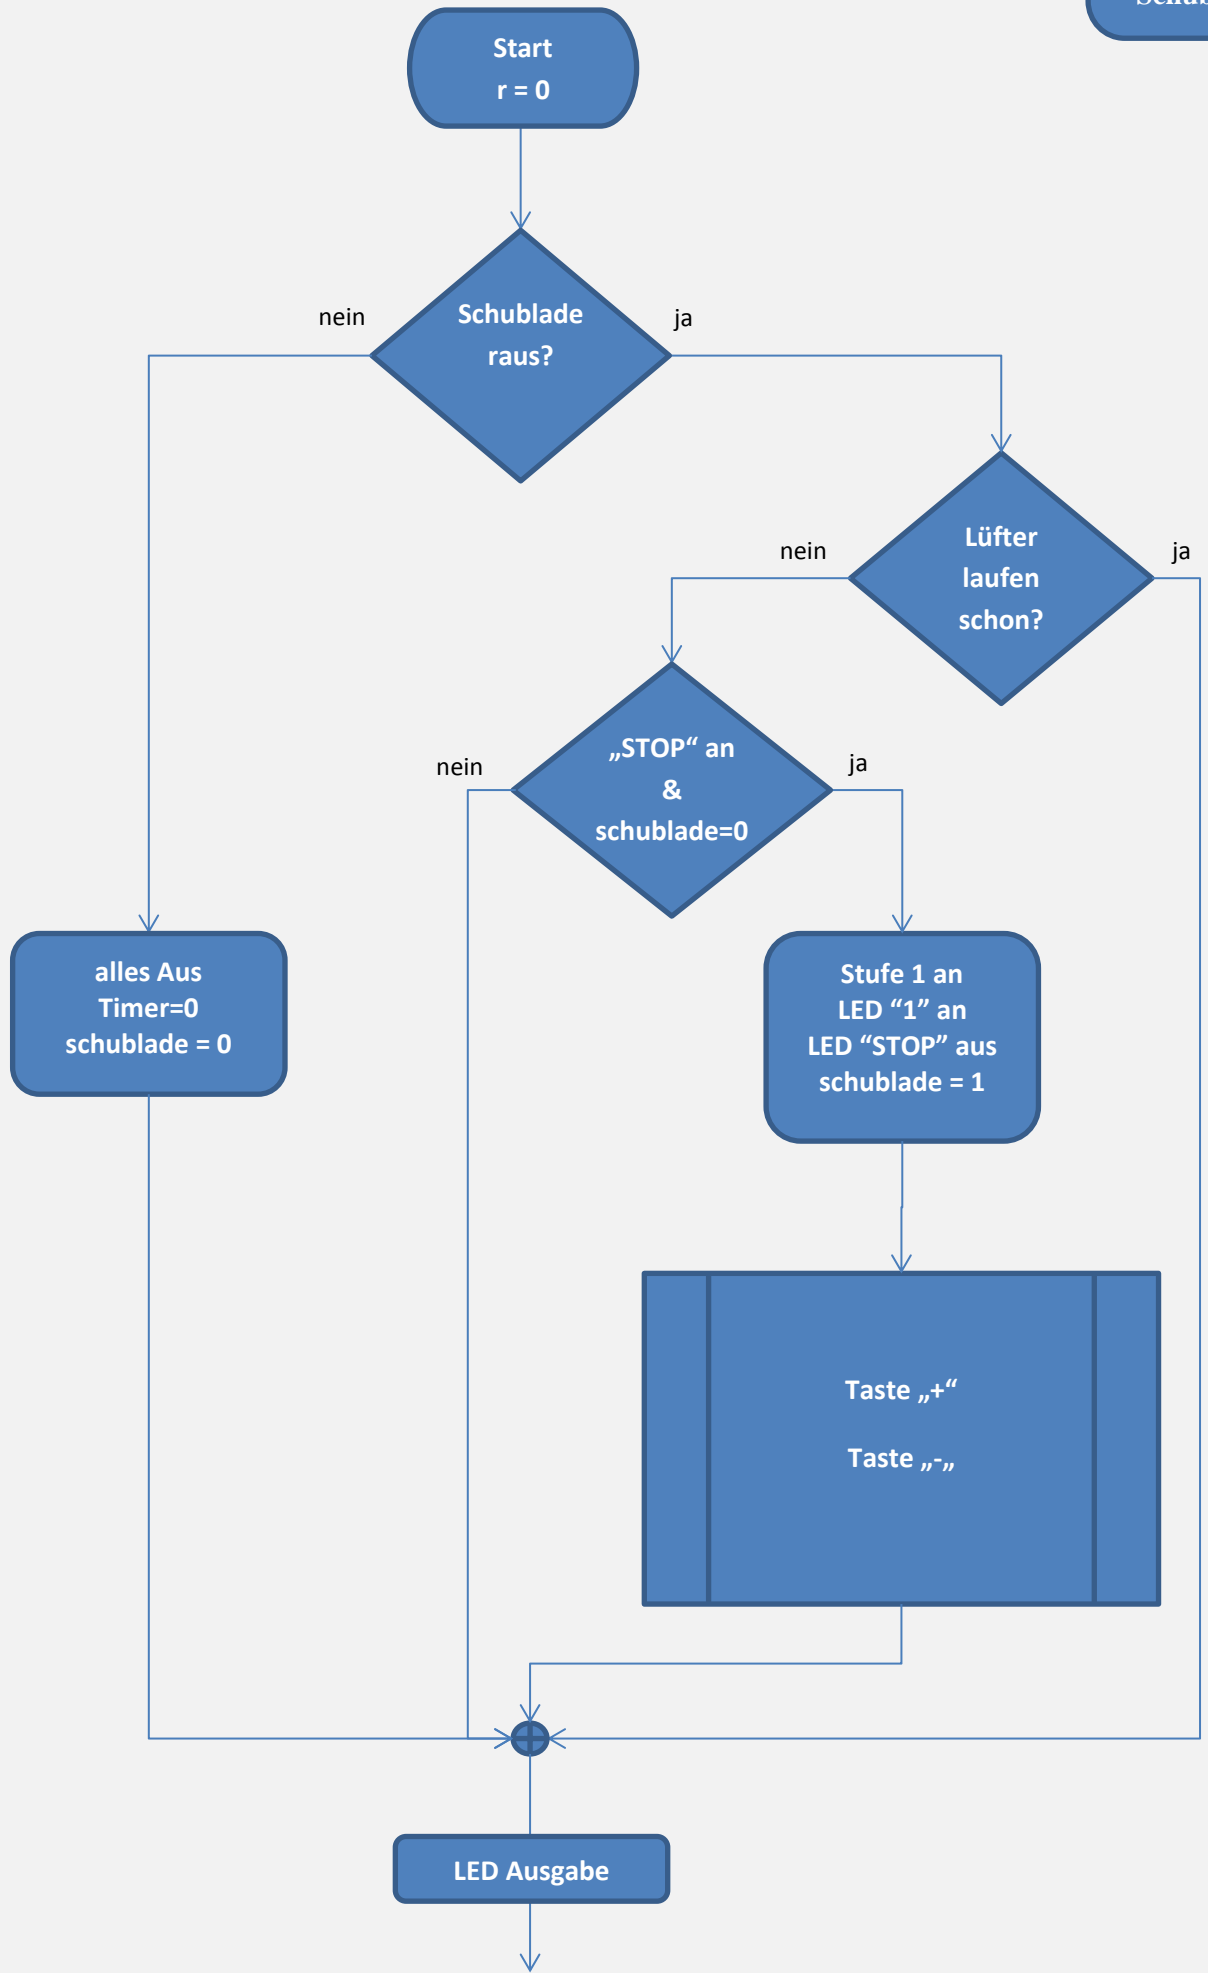 Start
r = 0
Schublade
raus?
nein
ja
Lüfter
laufen
schon?
nein
ja
„STOP“ an
&
schublade=0
nein
ja
alles Aus
Timer=0
schublade = 0
Stufe 1 an
LED “1” an
LED “STOP” aus
schublade = 1
Taste „+“
Taste „-„
LED Ausgabe